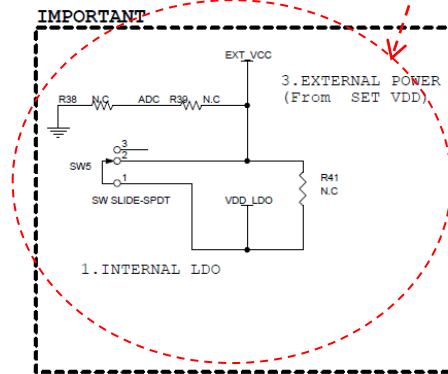 IMPORTANT
EXT_VCC
3.EXTERNAL POWER
(From SET VDD)
R38 N.C ADC R39 N.C
3
2
SW5
1
R41
N.C
SW SLIDE-SPDT
VDD_LDO
1.INTERNAL LDO